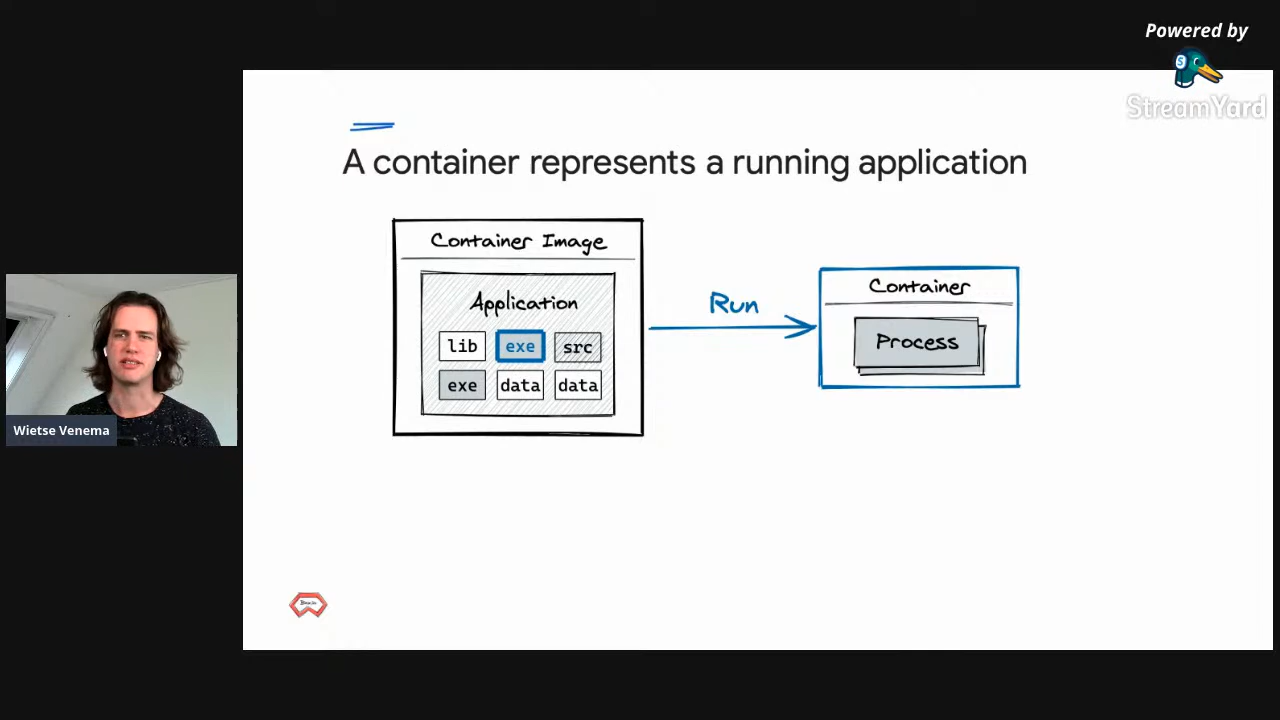 Powered by
StreamYard
A container represents a running application
Container Image
Application
lib exe src
exe data data
Run
Container
Process
Wietse Venema